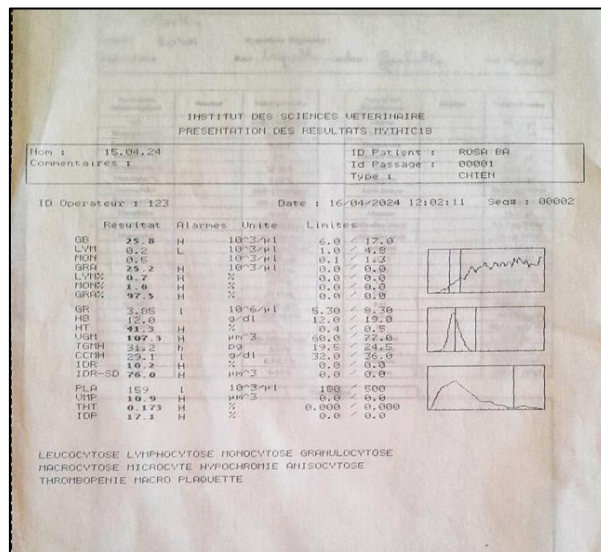 INSTITUT DES SCIENCES VETERINAIRE
PRESENTATION DES RESULTATS MYTHIC18
Nom : 15.04.24 ID Patient : ROSA BA
Commentaires : Id Passage : 00001
Type : CHIEN
ID Operateur : 123 Date : 16/04/2024 12:02:11 Seq# : 00002
Resultat Alarmes Unite Limites
GB 25.8 H 10^3/µl 6.0 / 17.0
LYM 0.2 L 10^3/µl 1.0 / 4.8
MON 0.5 10^3/µl 0.1 / 1.3
GRA 25.2 H 10^3/µl 0.0 / 0.0
LYM% 0.7 H % 0.0 / 0.0
MON% 1.8 H % 0.0 / 0.0
GRA% 97.5 H % 0.0 / 0.0
GR 3.85 l 10^6/µl 5.30 / 8.30
HB 12.0 g/dl 12.0 / 19.0
HT 41.3 H % 0.4 / 0.5
VGM 107.3 H µm^3 60.0 / 77.0
TGMH 31.2 h pg 19.5 / 24.5
CCMH 29.1 l g/dl 32.0 / 36.0
IDR 10.2 H % 0.0 / 0.0
IDR-SD 76.0 H µm^3 0.0 / 0.0
PLA 159 l 10^3/µl 180 / 500
VMP 10.9 H µm^3 0.0 / 0.0
THT 0.173 H % 0.000 / 0.000
IDP 17.1 H % 0.0 / 0.0
LEUCOCYTOSE LYMPHOCYTOSE MONOCYTOSE GRANULOCYTOSE
MACROCYTOSE MICROCYTE HYPOCHROMIE ANISOCYTOSE
THROMBOPENIE MACRO PLAQUETTE